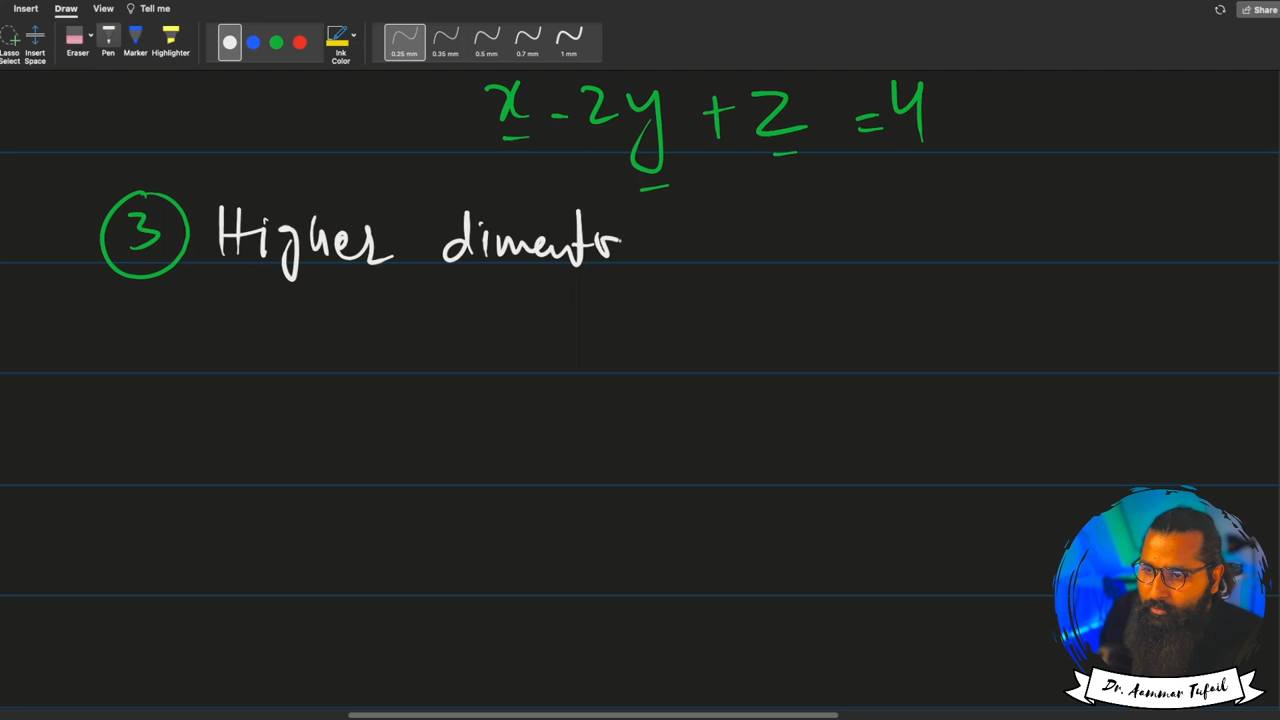 Insert Draw View Tell me Share
Lasso Select Insert Space Eraser Pen Marker Highlighter Ink Color 0.25 mm 0.35 mm 0.5 mm 0.7 mm 1 mm
x - 2y + z = 4
3 Higher dimento
Dr. Aammar Tufail